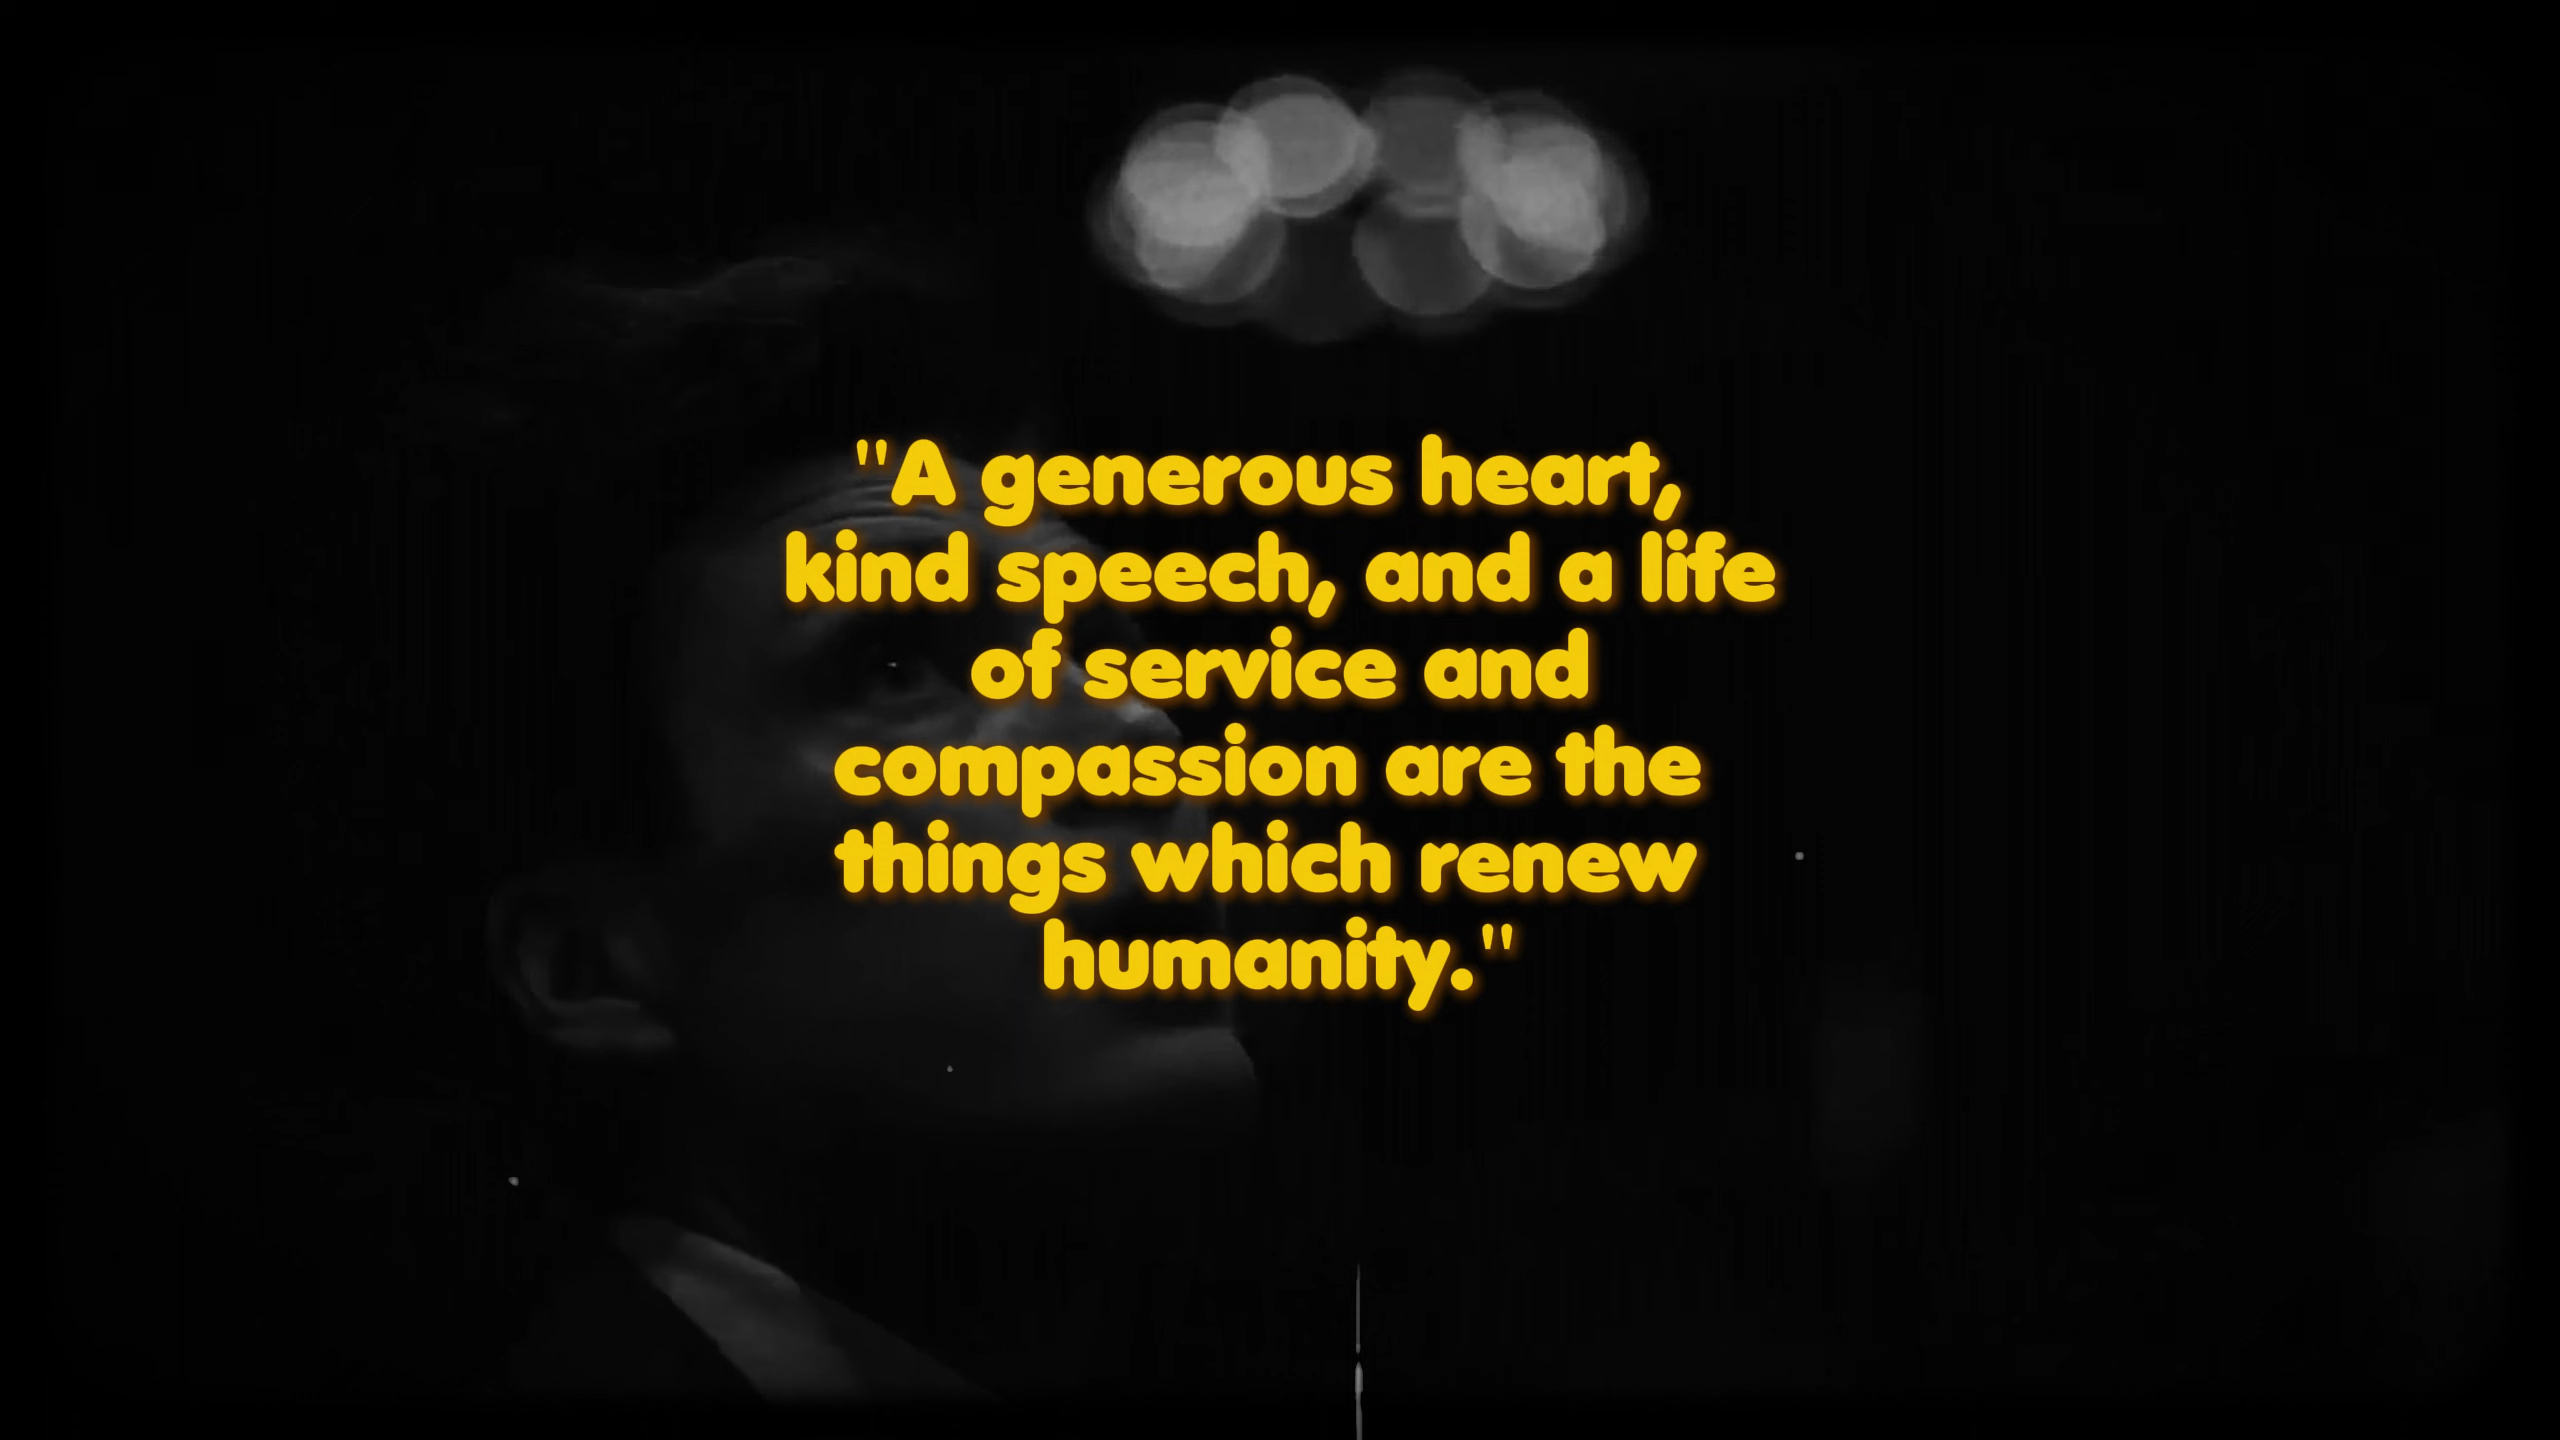 "A generous heart,
kind speech, and a life
of service and
compassion are the
things which renew
humanity."